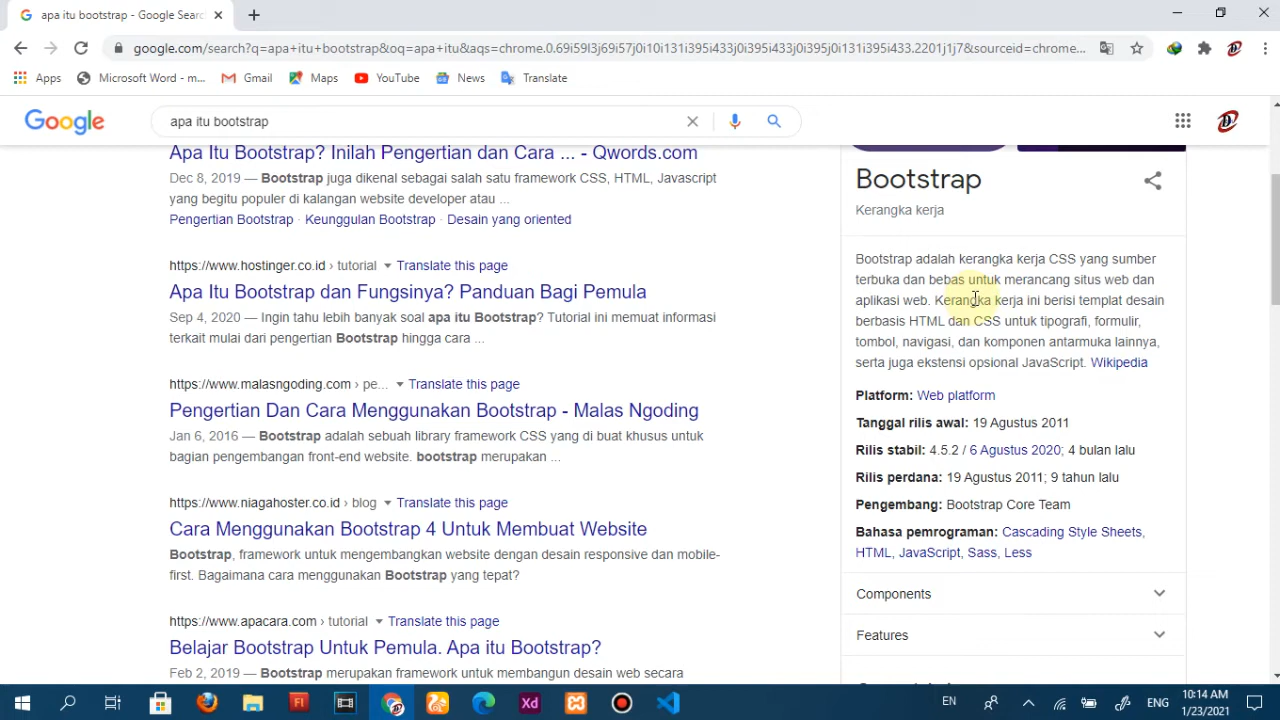 apa itu bootstrap - Google Searc
google.com/search?q=apa+itu+bootstrap&oq=apa+itu&aqs=chrome.0.69i59l3j69i57j0i10i131i395i433j0i395i433j0i395j0i131i395i433.2201j1j7&sourceid=chrome...
Apps
Microsoft Word - m...
Gmail
Maps
YouTube
News
Translate
Google
apa itu bootstrap
Apa Itu Bootstrap? Inilah Pengertian dan Cara ... - Qwords.com
Dec 8, 2019 — Bootstrap juga dikenal sebagai salah satu framework CSS, HTML, Javascript
yang begitu populer di kalangan website developer atau ...
Pengertian Bootstrap · Keunggulan Bootstrap · Desain yang oriented
https://www.hostinger.co.id › tutorial Translate this page
Apa Itu Bootstrap dan Fungsinya? Panduan Bagi Pemula
Sep 4, 2020 — Ingin tahu lebih banyak soal apa itu Bootstrap? Tutorial ini memuat informasi
terkait mulai dari pengertian Bootstrap hingga cara ...
https://www.malasngoding.com › pe... Translate this page
Pengertian Dan Cara Menggunakan Bootstrap - Malas Ngoding
Jan 6, 2016 — Bootstrap adalah sebuah library framework CSS yang di buat khusus untuk
bagian pengembangan front-end website. bootstrap merupakan ...
https://www.niagahoster.co.id › blog Translate this page
Cara Menggunakan Bootstrap 4 Untuk Membuat Website
Bootstrap, framework untuk mengembangkan website dengan desain responsive dan mobile-
first. Bagaimana cara menggunakan Bootstrap yang tepat?
https://www.apacara.com › tutorial Translate this page
Belajar Bootstrap Untuk Pemula. Apa itu Bootstrap?
Feb 2, 2019 — Bootstrap merupakan framework untuk membangun desain web secara
Bootstrap
Kerangka kerja
Bootstrap adalah kerangka kerja CSS yang sumber
terbuka dan bebas untuk merancang situs web dan
aplikasi web. Kerangka kerja ini berisi templat desain
berbasis HTML dan CSS untuk tipografi, formulir,
tombol, navigasi, dan komponen antarmuka lainnya,
serta juga ekstensi opsional JavaScript. Wikipedia
Platform: Web platform
Tanggal rilis awal: 19 Agustus 2011
Rilis stabil: 4.5.2 / 6 Agustus 2020; 4 bulan lalu
Rilis perdana: 19 Agustus 2011; 9 tahun lalu
Pengembang: Bootstrap Core Team
Bahasa pemrograman: Cascading Style Sheets,
HTML, JavaScript, Sass, Less
Components
Features
Fl
Xd
EN
ENG
10:14 AM
1/23/2021